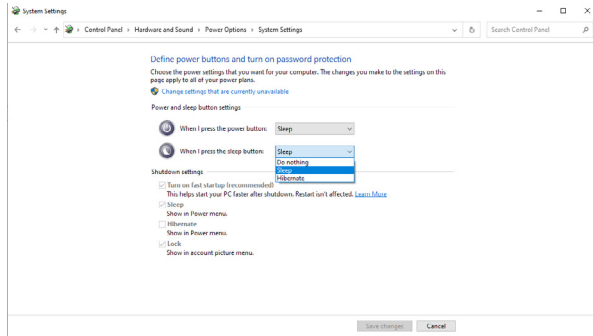 System Settings
Control Panel > Hardware and Sound > Power Options > System Settings
Search Control Panel
Define power buttons and turn on password protection
Choose the power settings that you want for your computer. The changes you make to the settings on this
page apply to all of your power plans.
Change settings that are currently unavailable
Power and sleep button settings
When I press the power button: Sleep
When I press the sleep button: Sleep
Do nothing
Sleep
Hibernate
Shutdown settings
Turn on fast startup (recommended)
This helps start your PC faster after shutdown. Restart isn't affected. Learn More
Sleep
Show in Power menu.
Hibernate
Show in Power menu.
Lock
Show in account picture menu.
Save changes Cancel